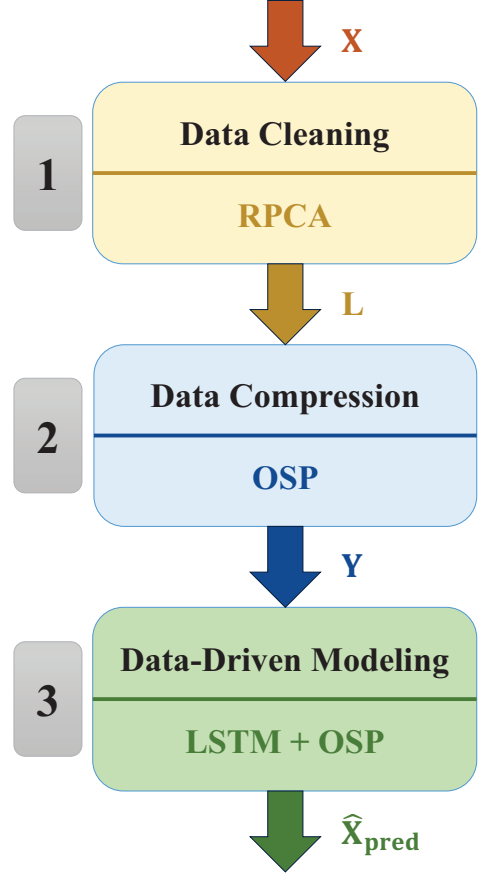 X
1
Data Cleaning
RPCA
L
2
Data Compression
OSP
Y
3
Data-Driven Modeling
LSTM + OSP
X̂pred